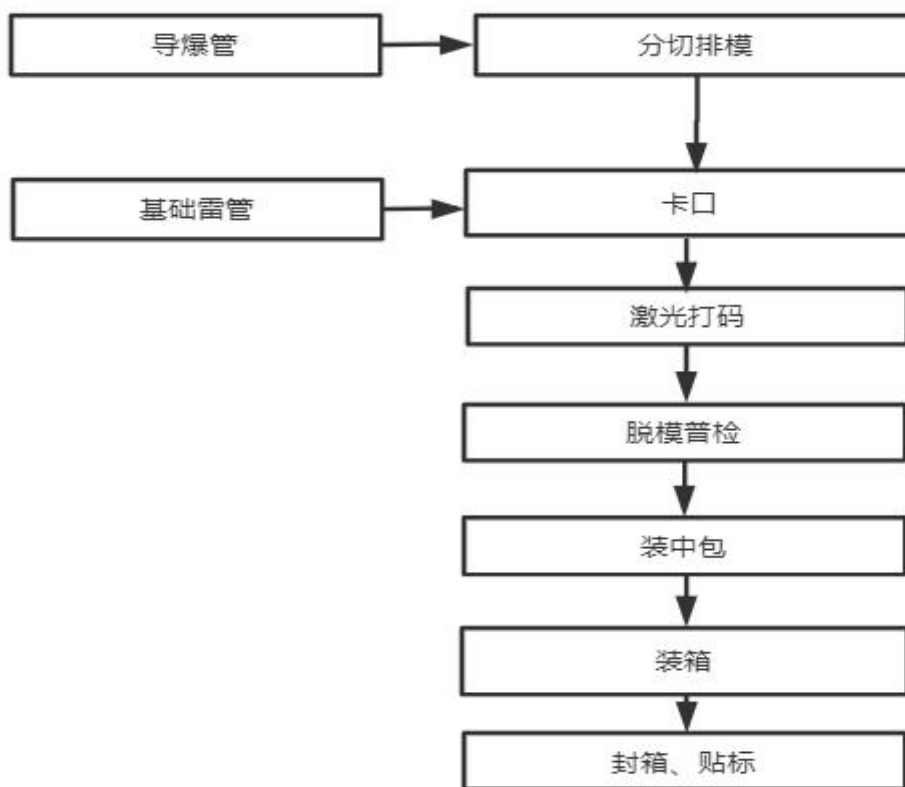 导爆管
分切排模
基础雷管
卡口
激光打码
脱模普检
装中包
装箱
封箱、贴标